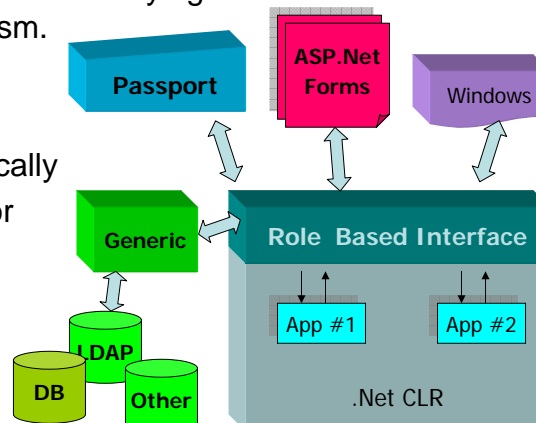 ism.
Passport
ASP.Net
Forms
Windows
cally
or
Generic
Role Based Interface
App #1
App #2
LDAP
DB
Other
.Net CLR